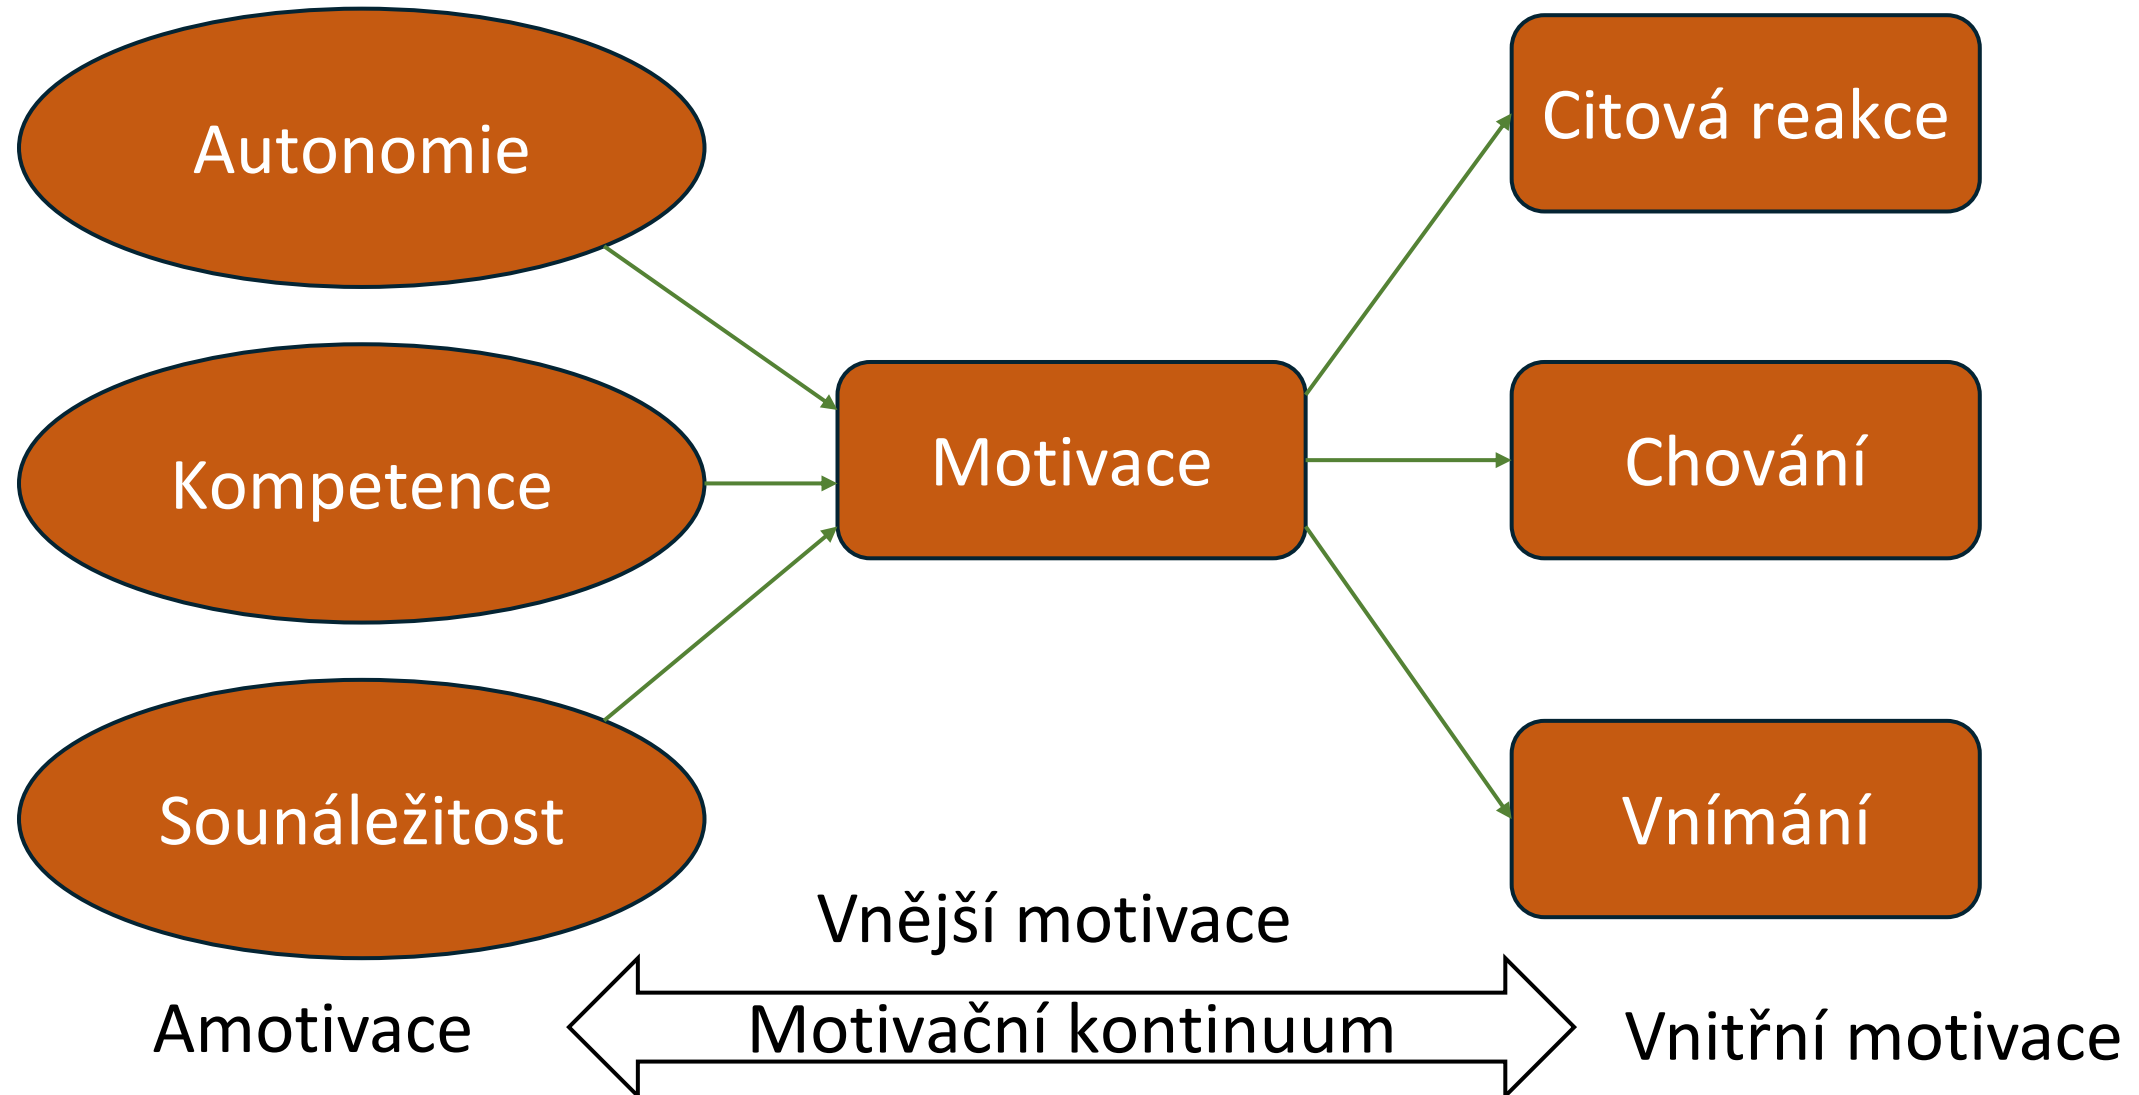 Autonomie
Kompetence
Sounáležitost
Motivace
Citová reakce
Chování
Vnímání
Vnější motivace
Amotivace
Motivační kontinuum
Vnitřní motivace